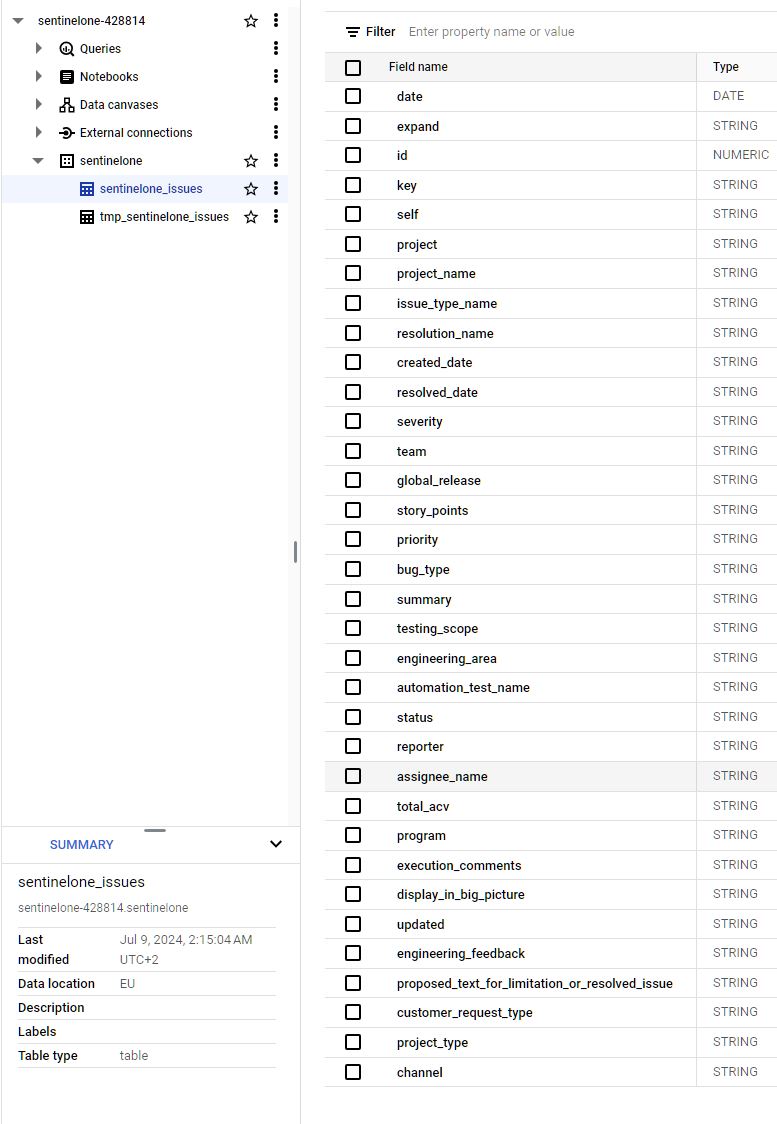 sentinelone-428814
Queries
Notebooks
Data canvases
External connections
sentinelone
sentinelone_issues
tmp_sentinelone_issues
SUMMARY
sentinelone_issues
sentinelone-428814.sentinelone
Last modified Jul 9, 2024, 2:15:04 AM UTC+2
Data location EU
Description
Labels
Table type table
Filter Enter property name or value
Field name Type
date DATE
expand STRING
id NUMERIC
key STRING
self STRING
project STRING
project_name STRING
issue_type_name STRING
resolution_name STRING
created_date STRING
resolved_date STRING
severity STRING
team STRING
global_release STRING
story_points STRING
priority STRING
bug_type STRING
summary STRING
testing_scope STRING
engineering_area STRING
automation_test_name STRING
status STRING
reporter STRING
assignee_name STRING
total_acv STRING
program STRING
execution_comments STRING
display_in_big_picture STRING
updated STRING
engineering_feedback STRING
proposed_text_for_limitation_or_resolved_issue STRING
customer_request_type STRING
project_type STRING
channel STRING